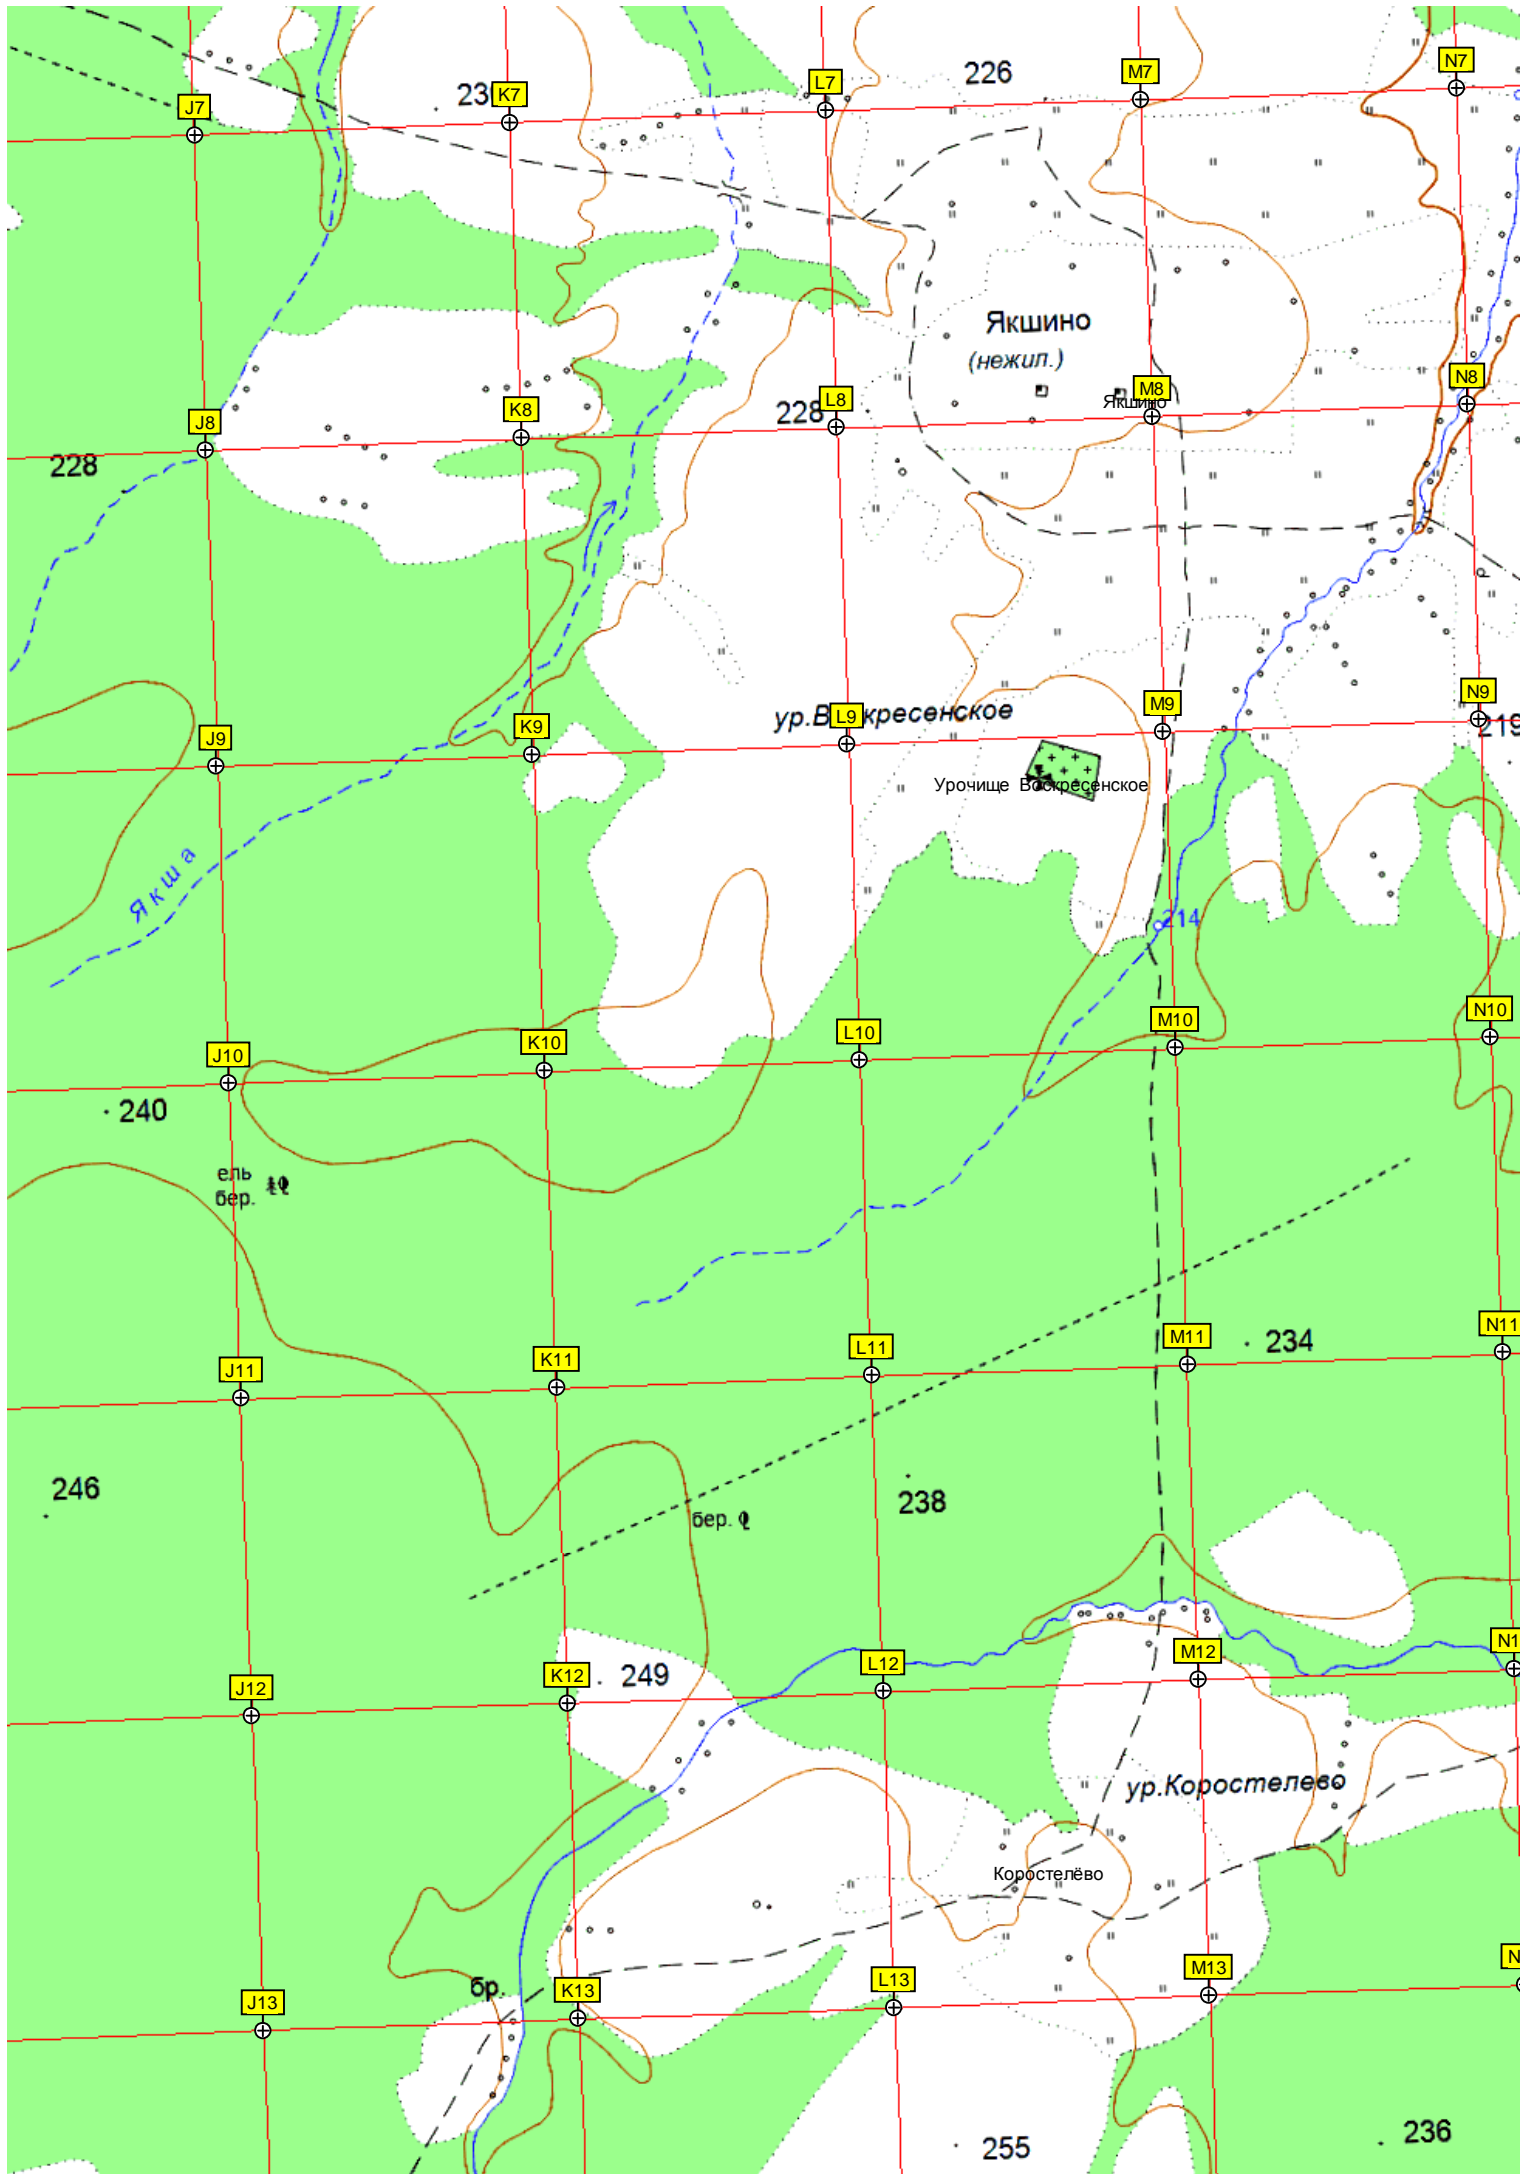 226
M7
N7
L7
K7
J7
Якшино
(нежил.)
M8
N8
L8
228
Якшино
K8
J8
228
M9
N9
L9
219
K9
J9
Урочище Воскресенское
Якша
214
N10
M10
L10
K10
J10
240
ель
бер.
N11
M11
234
L11
K11
J11
246
238
бер.
M12
L12
K12
249
J12
ур.Коростелево
Коростелёво
M13
L13
бр.
K13
J13
255
236